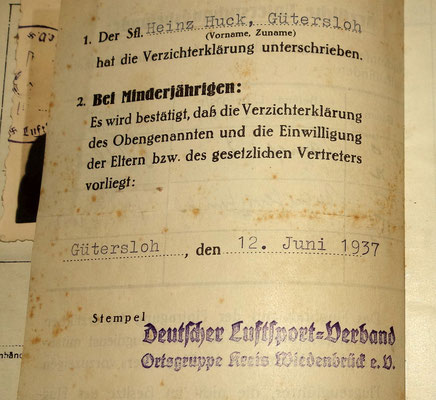 1. Der Sfl. Heinz Huck, Gütersloh
(Vorname, Zuname)
hat die Verzichterklärung unterschrieben.
2. Bei Minderjährigen:
Es wird bestätigt, daß die Verzichterklärung
des Obengenannten und die Einwilligung
der Eltern bzw. des gesetzlichen Vertreters
vorliegt:
Gütersloh, den 12. Juni 1937
Stempel
Deutscher Luftsport=Verband
Ortsgruppe Kreis Wiedenbrück e.V.